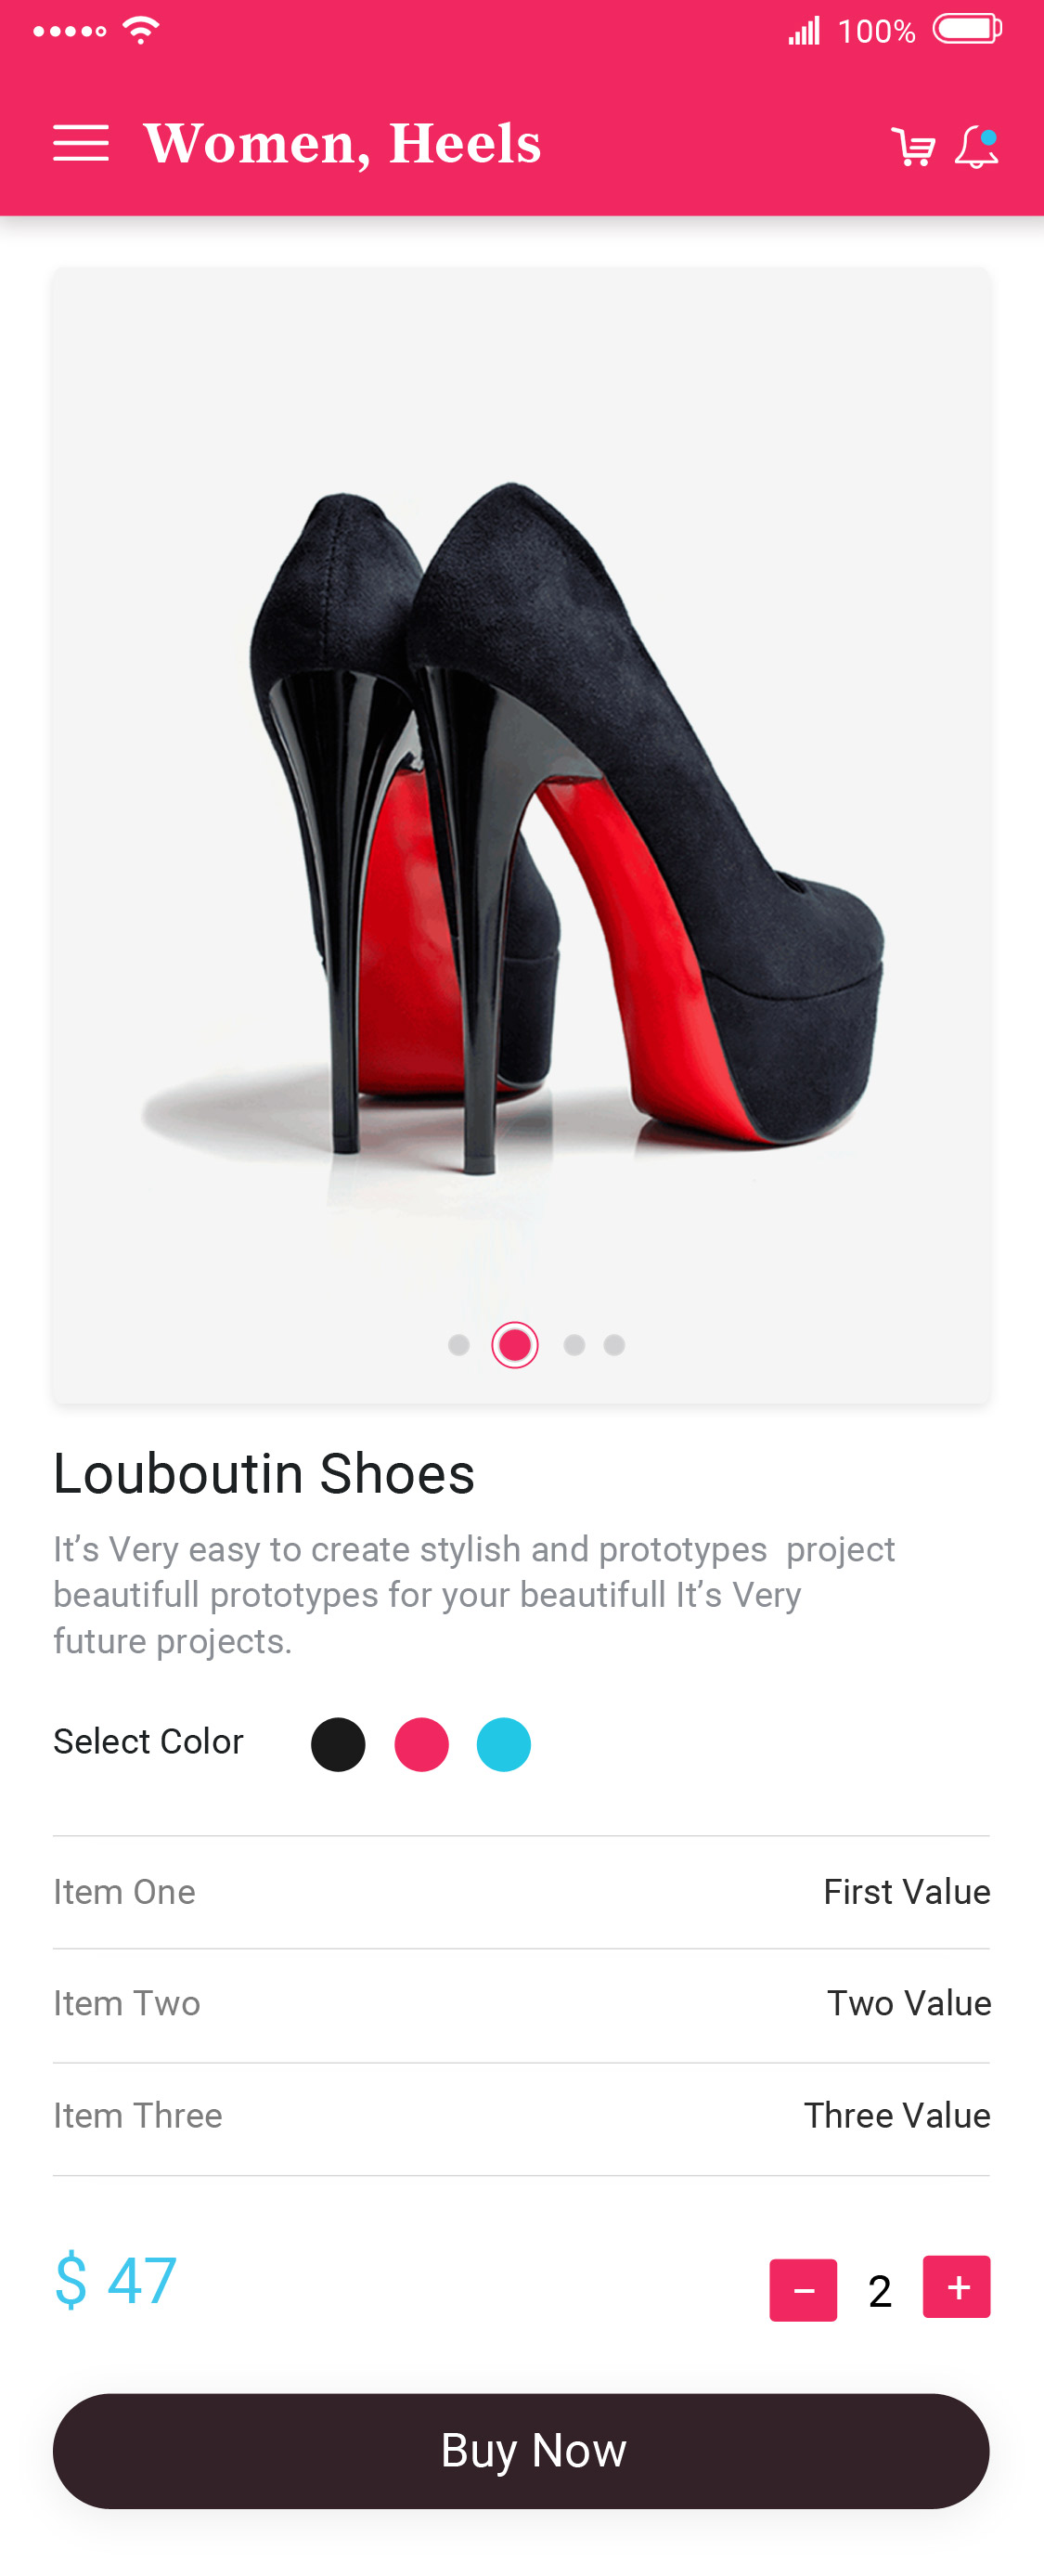 100%
Women, Heels
Louboutin Shoes
It’s Very easy to create stylish and prototypes  project
beautifull prototypes for your beautifull It’s Very
future projects.
Select Color
Item One First Value
Item Two Two Value
Item Three Three Value
$ 47 − 2 +
Buy Now